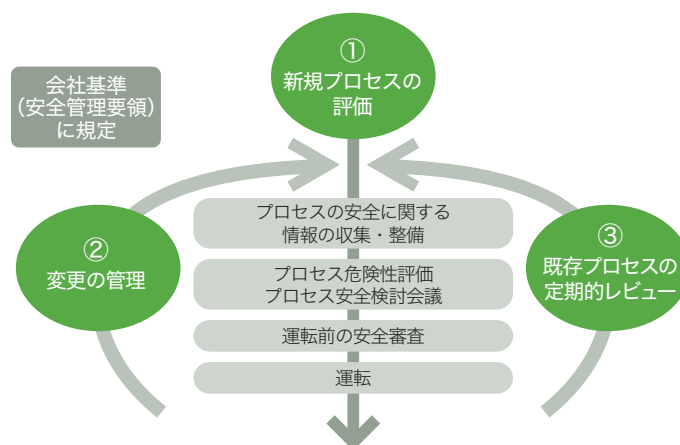 ①
新規プロセスの
評価
会社基準
（安全管理要領）
に規定
プロセスの安全に関する
情報の収集・整備
②
変更の管理
③
既存プロセスの
定期的レビュー
プロセス危険性評価
プロセス安全検討会議
運転前の安全審査
運転